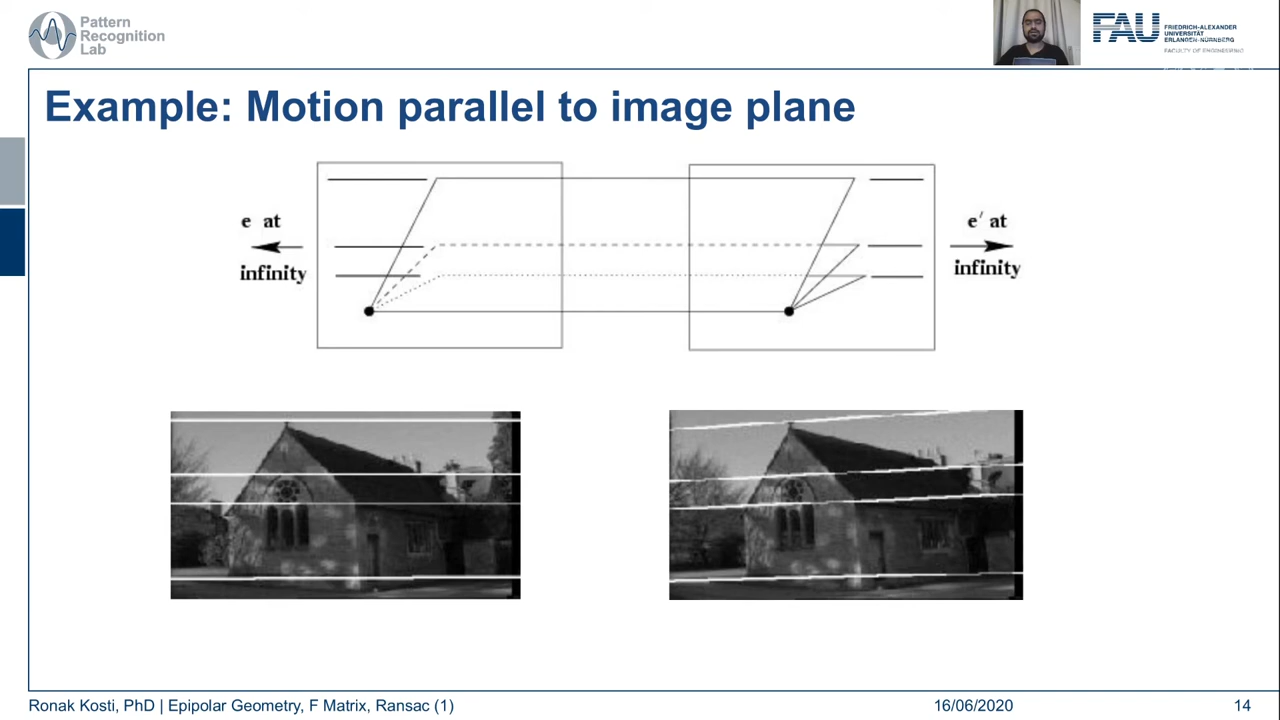 Pattern
Recognition
Lab
FAU
FRIEDRICH-ALEXANDER
UNIVERSITÄT
ERLANGEN-NÜRNBERG
FACULTY OF ENGINEERING
Example: Motion parallel to image plane
e at
infinity
e′ at
infinity
Ronak Kosti, PhD | Epipolar Geometry, F Matrix, Ransac (1)
16/06/2020
14